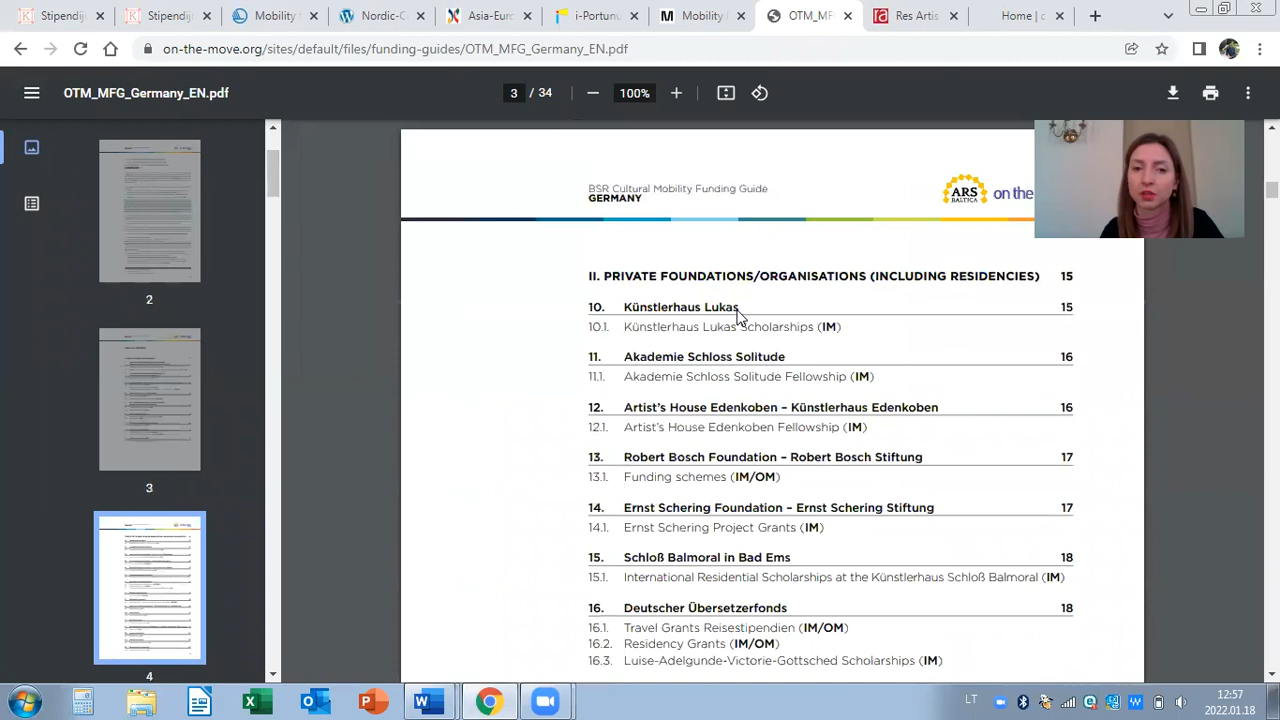 Stipendij
Stipendij
Mobility
Nordic-C
Asia-Euro
i-Portunu
Mobility
OTM_MF
Res Artis
Home | c
on-the-move.org/sites/default/files/funding-guides/OTM_MFG_Germany_EN.pdf
OTM_MFG_Germany_EN.pdf
3 / 34
100%
2
3
4
BSR Cultural Mobility Funding Guide
GERMANY
ARS
BALTICA
on the
II. PRIVATE FOUNDATIONS/ORGANISATIONS (INCLUDING RESIDENCIES) 15
10. Künstlerhaus Lukas 15
10.1. Künstlerhaus Lukas Scholarships (IM)
11. Akademie Schloss Solitude 16
11.1. Akademie Schloss Solitude Fellowship (IM)
12. Artist's House Edenkoben – Künstlerhaus Edenkoben 16
12.1. Artist's House Edenkoben Fellowship (IM)
13. Robert Bosch Foundation – Robert Bosch Stiftung 17
13.1. Funding schemes (IM/OM)
14. Ernst Schering Foundation – Ernst Schering Stiftung 17
14.1. Ernst Schering Project Grants (IM)
15. Schloß Balmoral in Bad Ems 18
15.1. International Residential Scholarship at the Künstlerhaus Schloß Balmoral (IM)
16. Deutscher Übersetzerfonds 18
16.1. Travel Grants Reisestipendien (IM/OM)
16.2. Residency Grants (IM/OM)
16.3. Luise-Adelgunde-Victorie-Gottsched Scholarships (IM)
LT
12:57
2022.01.18